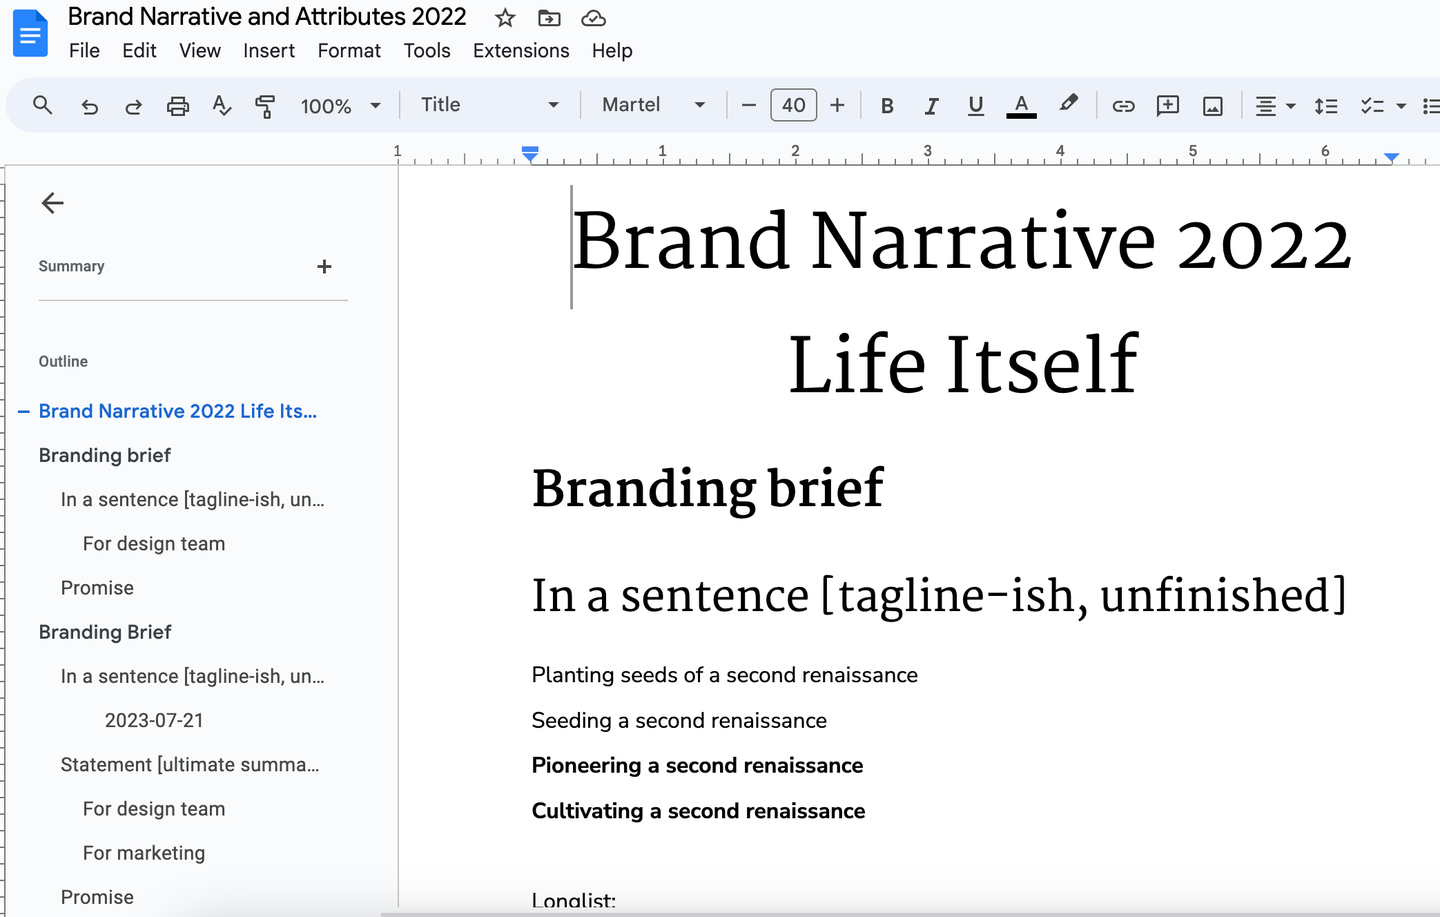 Brand Narrative and Attributes 2022
File Edit View Insert Format Tools Extensions Help
100% Title Martel 40 B I U A
1 1 2 3 4 5 6
Summary
Outline
Brand Narrative 2022 Life Its...
Branding brief
In a sentence [tagline-ish, un...
For design team
Promise
Branding Brief
In a sentence [tagline-ish, un...
2023-07-21
Statement [ultimate summa...
For design team
For marketing
Promise
Brand Narrative 2022
Life Itself
Branding brief
In a sentence [tagline-ish, unfinished]
Planting seeds of a second renaissance
Seeding a second renaissance
Pioneering a second renaissance
Cultivating a second renaissance
Longlist: